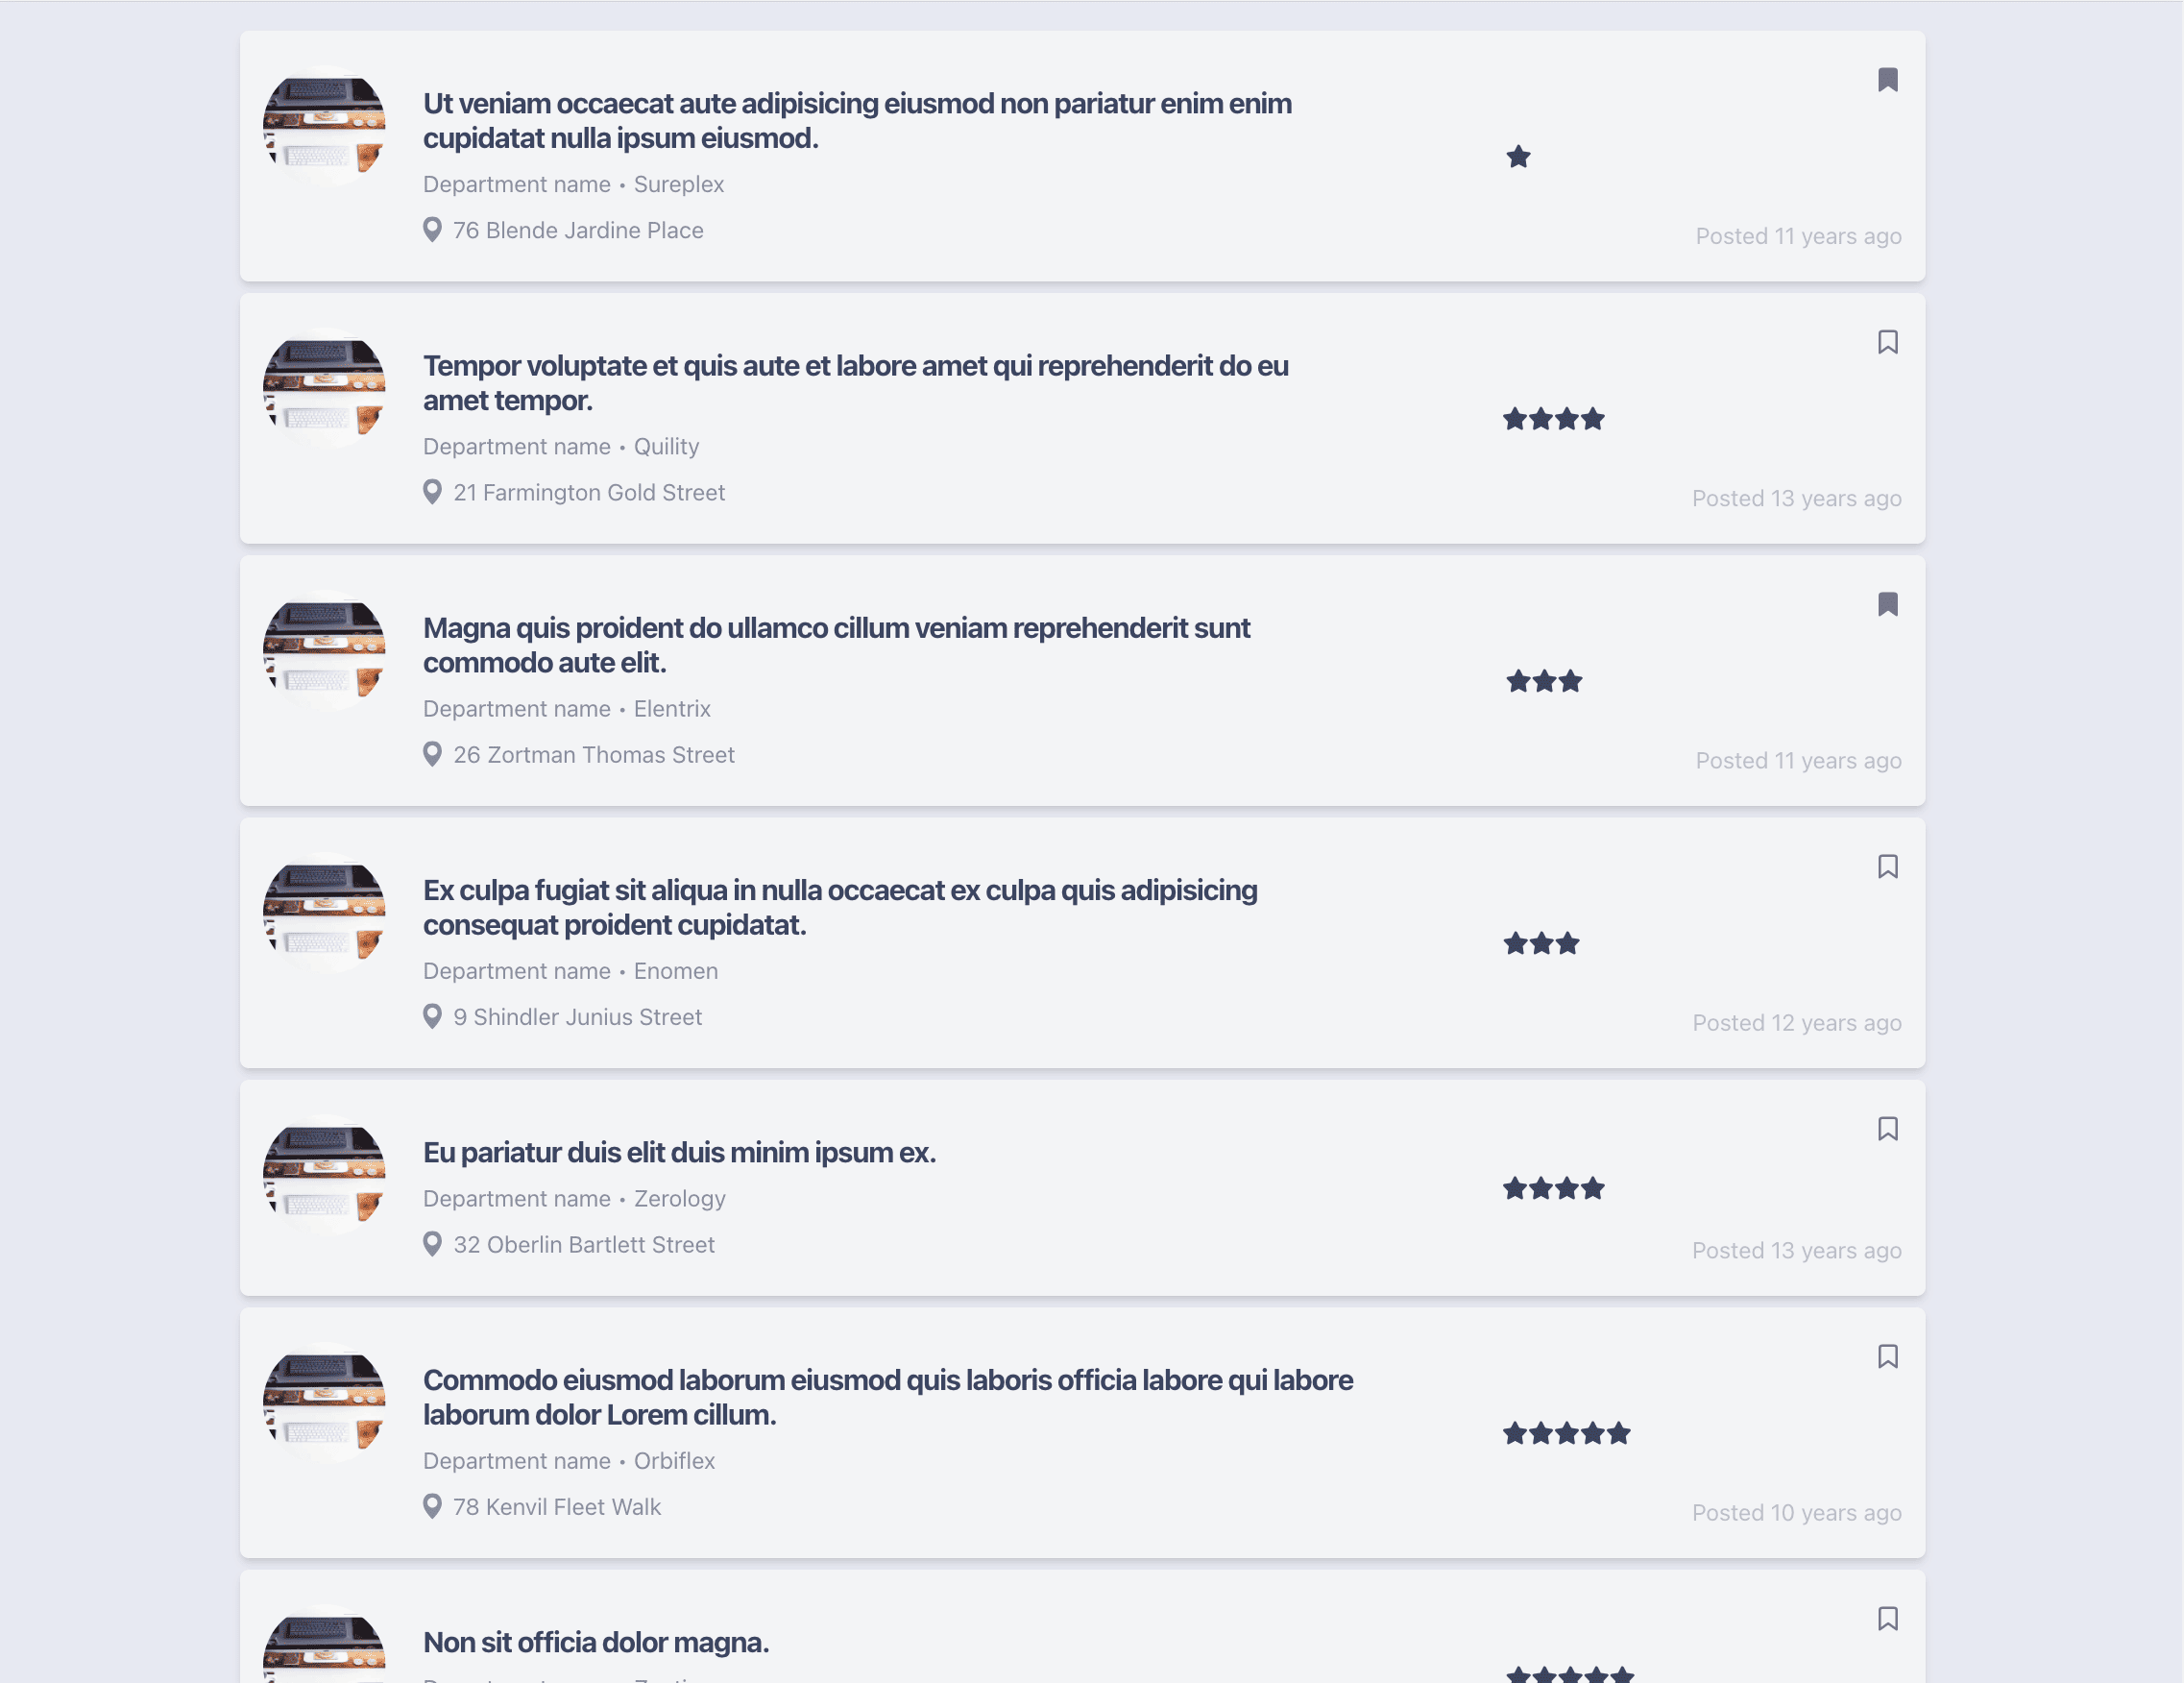 Ut veniam occaecat aute adipisicing eiusmod non pariatur enim enim
cupidatat nulla ipsum eiusmod.
Department name • Sureplex
76 Blende Jardine Place
Posted 11 years ago
Tempor voluptate et quis aute et labore amet qui reprehenderit do eu
amet tempor.
Department name • Quility
21 Farmington Gold Street
Posted 13 years ago
Magna quis proident do ullamco cillum veniam reprehenderit sunt
commodo aute elit.
Department name • Elentrix
26 Zortman Thomas Street
Posted 11 years ago
Ex culpa fugiat sit aliqua in nulla occaecat ex culpa quis adipisicing
consequat proident cupidatat.
Department name • Enomen
9 Shindler Junius Street
Posted 12 years ago
Eu pariatur duis elit duis minim ipsum ex.
Department name • Zerology
32 Oberlin Bartlett Street
Posted 13 years ago
Commodo eiusmod laborum eiusmod quis laboris officia labore qui labore
laborum dolor Lorem cillum.
Department name • Orbiflex
78 Kenvil Fleet Walk
Posted 10 years ago
Non sit officia dolor magna.